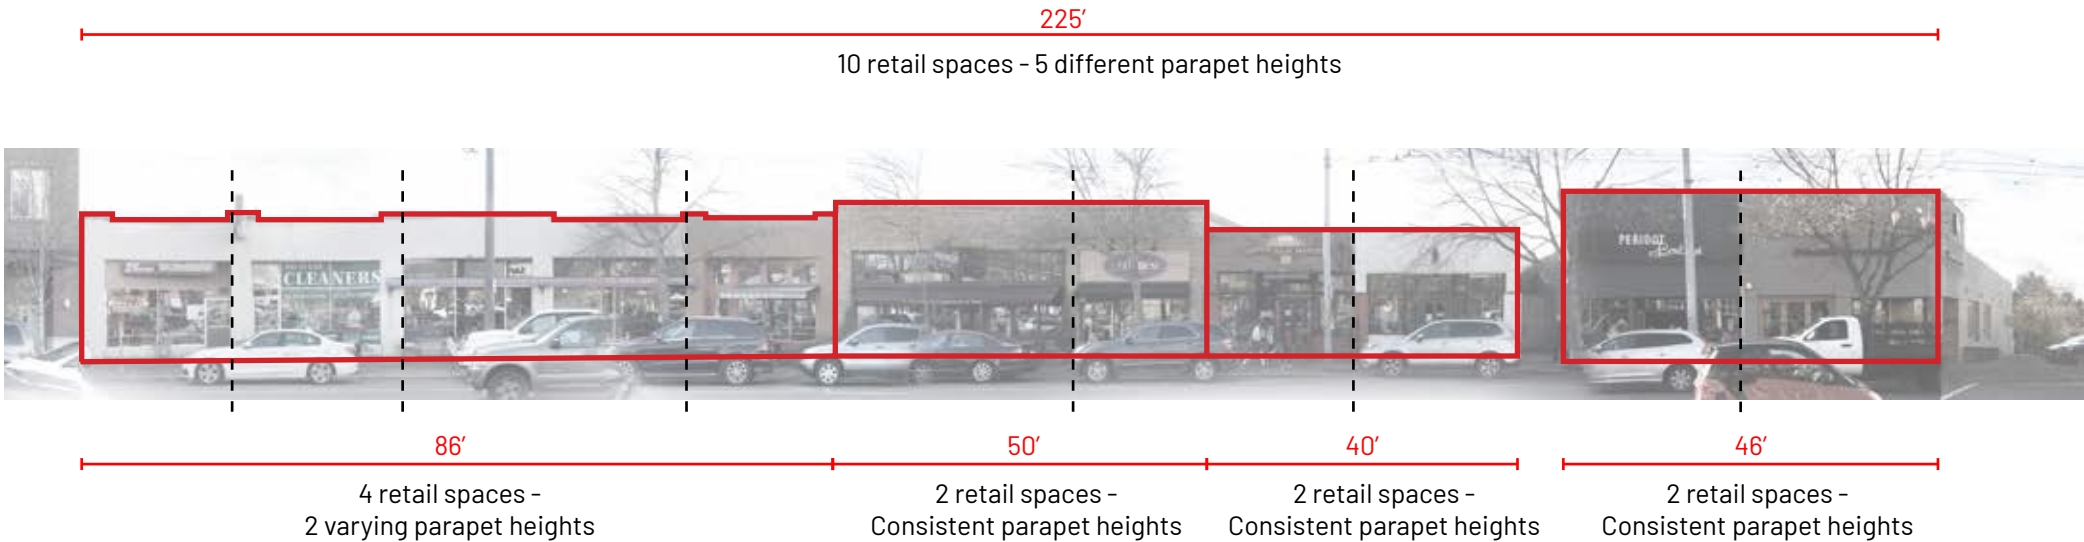 225′
10 retail spaces - 5 different parapet heights
CLEANERS
PERIDOT
86′
50′
40′
46′
4 retail spaces -
2 varying parapet heights
2 retail spaces -
Consistent parapet heights
2 retail spaces -
Consistent parapet heights
2 retail spaces -
Consistent parapet heights